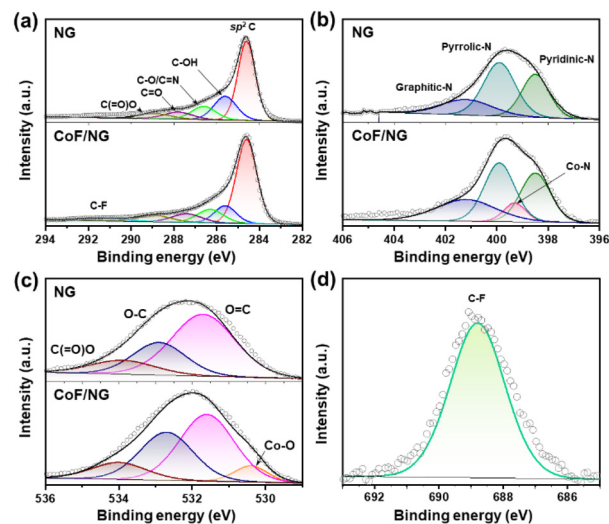 (a)
NG
sp² C
C-OH
C-O/C=N
C=O
C(=O)O
CoF/NG
C-F
Intensity (a.u.)
294 292 290 288 286 284 282
Binding energy (eV)
(b)
NG
Pyrrolic-N
Pyridinic-N
Graphitic-N
CoF/NG
Co-N
Intensity (a.u.)
406 404 402 400 398 396
Binding energy (eV)
(c)
NG
O-C
O=C
C(=O)O
CoF/NG
Co-O
Intensity (a.u.)
536 534 532 530
Binding energy (eV)
(d)
C-F
Intensity (a.u.)
692 690 688 686
Binding energy (eV)